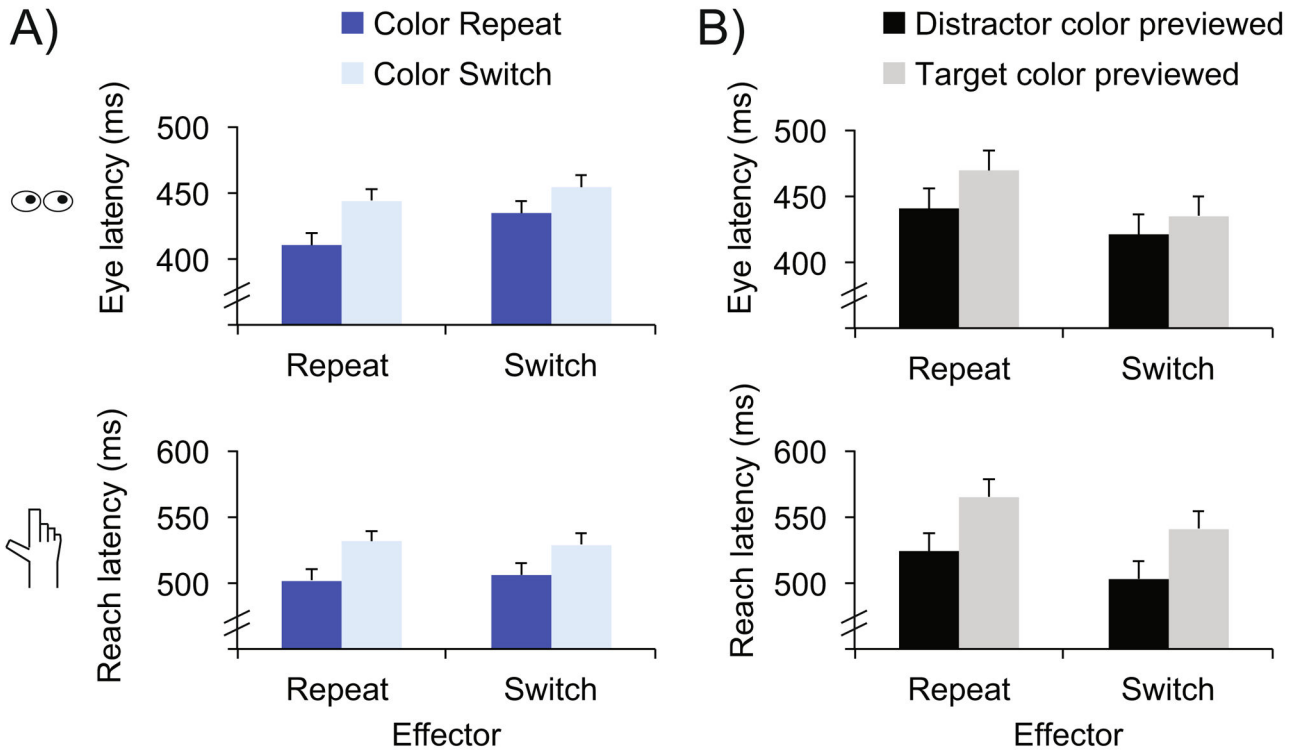 A)
Color Repeat
Color Switch
Eye latency (ms)
500
450
400
Repeat Switch
Reach latency (ms)
600
550
500
Repeat Switch
Effector
B)
Distractor color previewed
Target color previewed
Eye latency (ms)
500
450
400
Repeat Switch
Reach latency (ms)
600
550
500
Repeat Switch
Effector